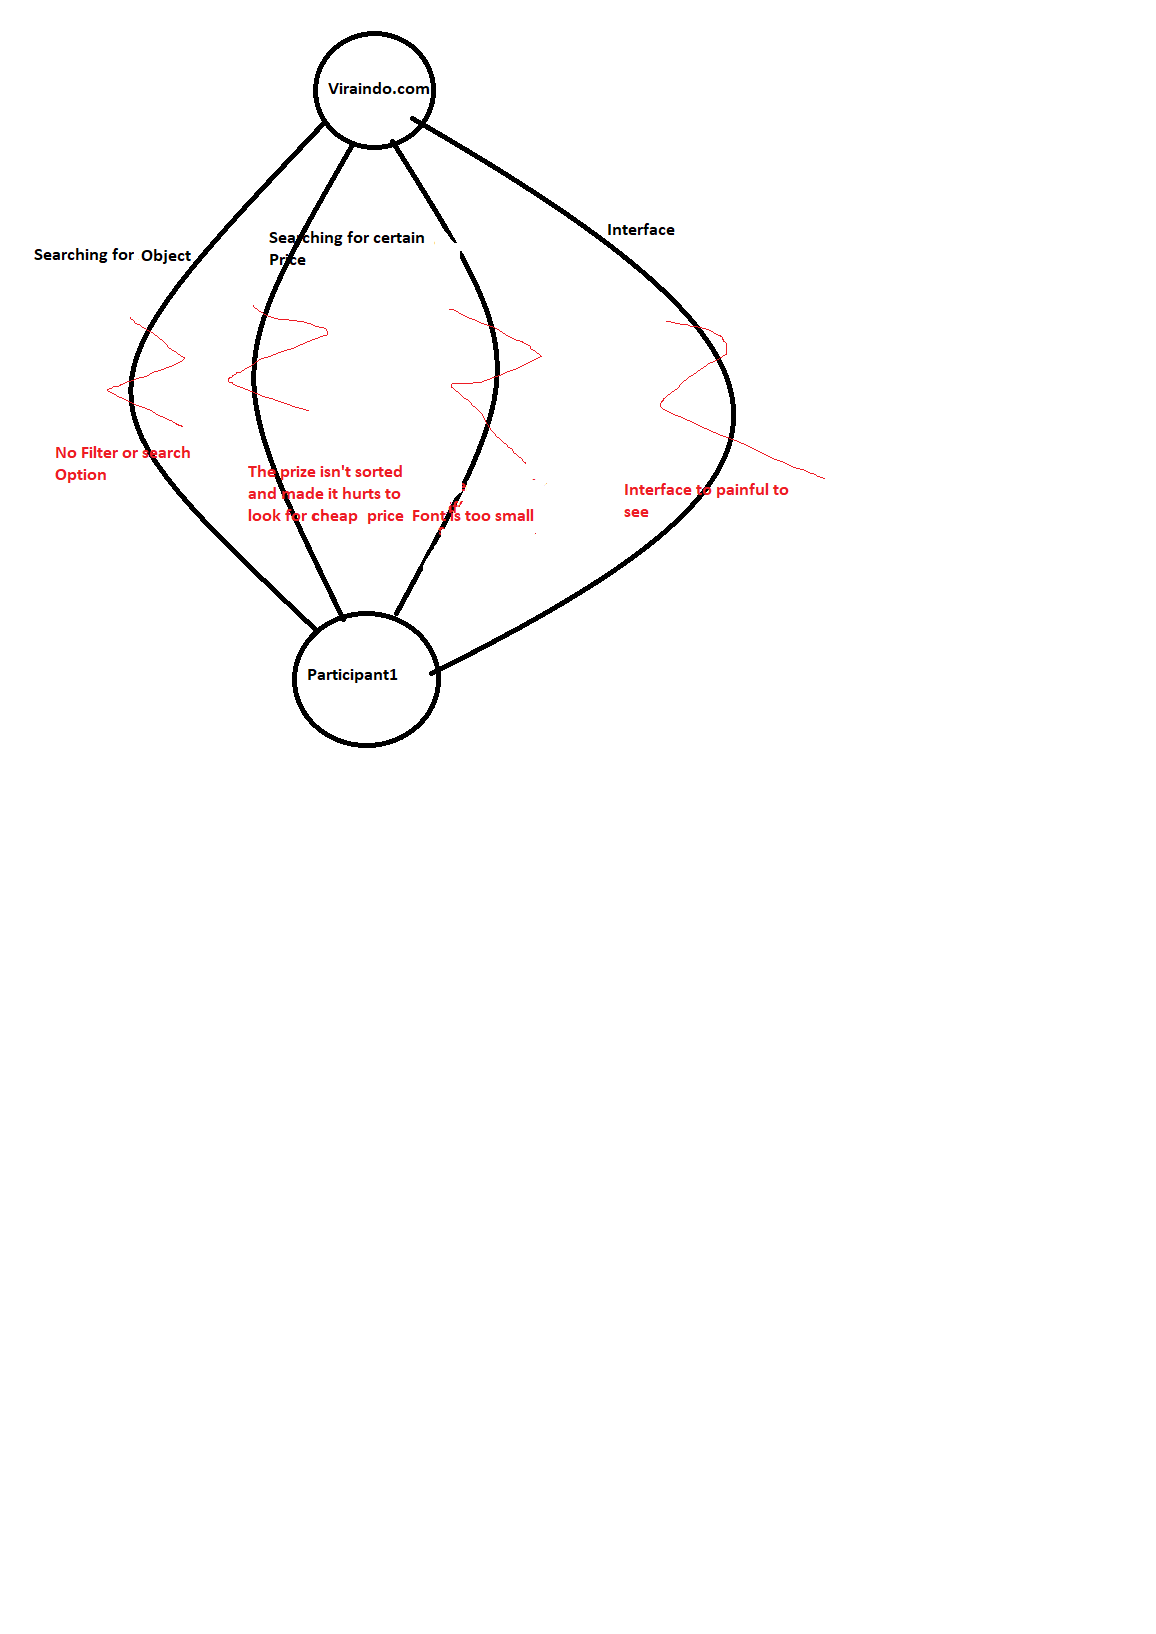 Viraindo.com
Interface
Searching for certain
Price
Searching for Object
No Filter or search
Option
The prize isn't sorted
and made it hurts to
look for cheap price
Font is too small
Interface to painful to
see
Participant1